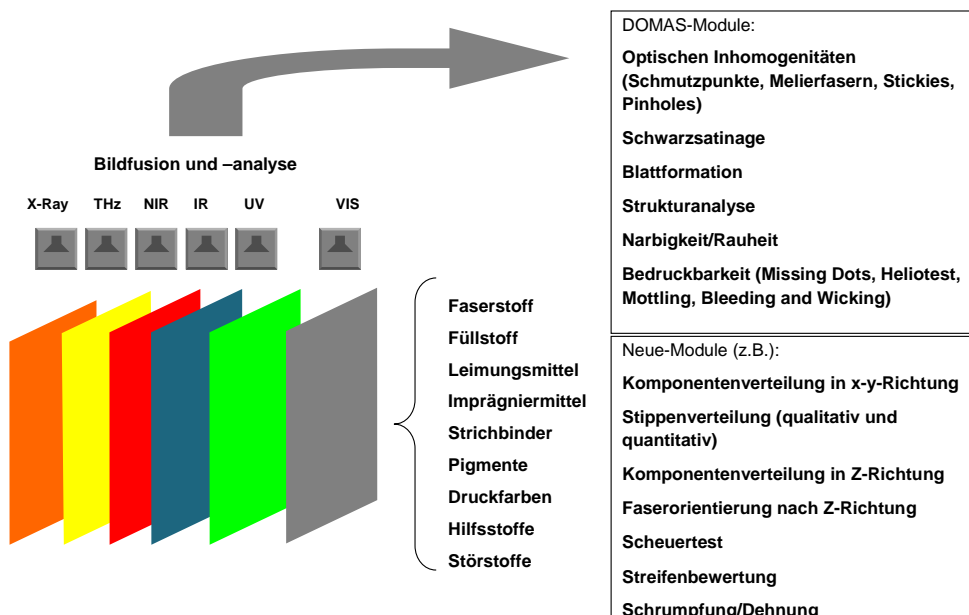 Bildfusion und –analyse
X-Ray THz NIR IR UV VIS
Faserstoff
Füllstoff
Leimungsmittel
Imprägniermittel
Strichbinder
Pigmente
Druckfarben
Hilfsstoffe
Störstoffe
DOMAS-Module:
Optischen Inhomogenitäten
(Schmutzpunkte, Melierfasern, Stickies,
Pinholes)
Schwarzsatinage
Blattformation
Strukturanalyse
Narbigkeit/Rauheit
Bedruckbarkeit (Missing Dots, Heliotest,
Mottling, Bleeding and Wicking)
Neue-Module (z.B.):
Komponentenverteilung in x-y-Richtung
Stippenverteilung (qualitativ und
quantitativ)
Komponentenverteilung in Z-Richtung
Faserorientierung nach Z-Richtung
Scheuertest
Streifenbewertung
Schrumpfung/Dehnung